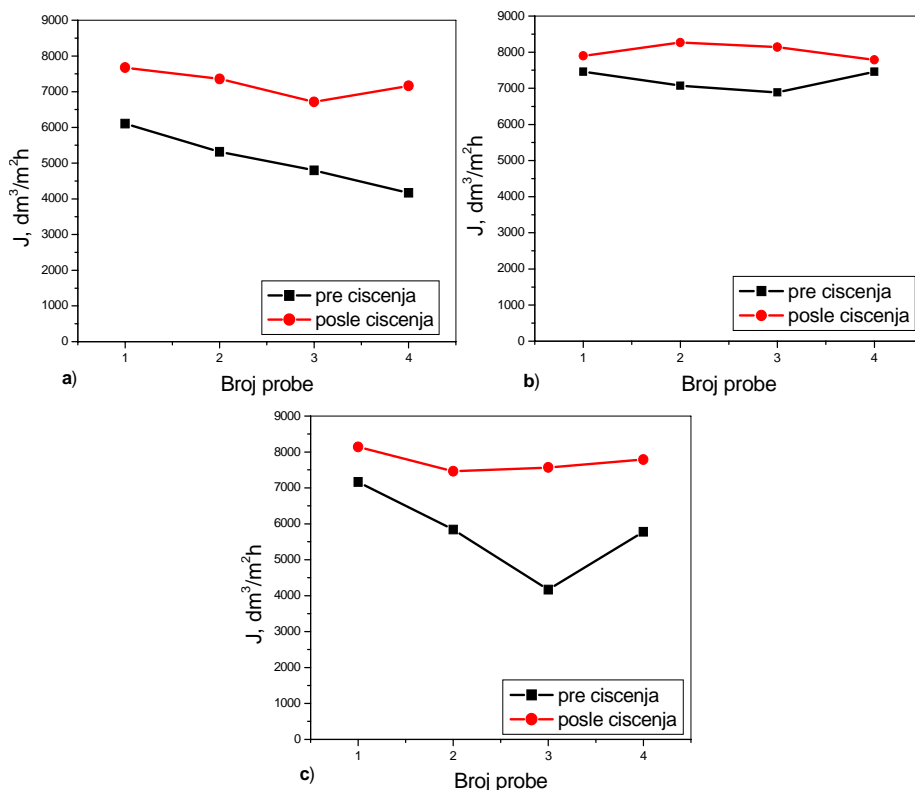 9000
8000
7000
6000
5000
4000
3000
2000
1000
0
J, dm³/m²h
pre ciscenja
posle ciscenja
1 2 3 4
a) Broj probe
9000
8000
7000
6000
5000
4000
3000
2000
1000
0
J, dm³/m²h
pre ciscenja
posle ciscenja
1 2 3 4
Broj probe b)
9000
8000
7000
6000
5000
4000
3000
2000
1000
0
J, dm³/m²h
pre ciscenja
posle ciscenja
1 2 3 4
c) Broj probe